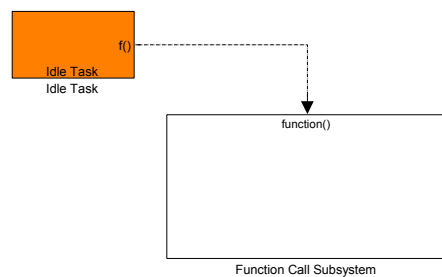 f()
Idle Task
Idle Task
function()
Function Call Subsystem